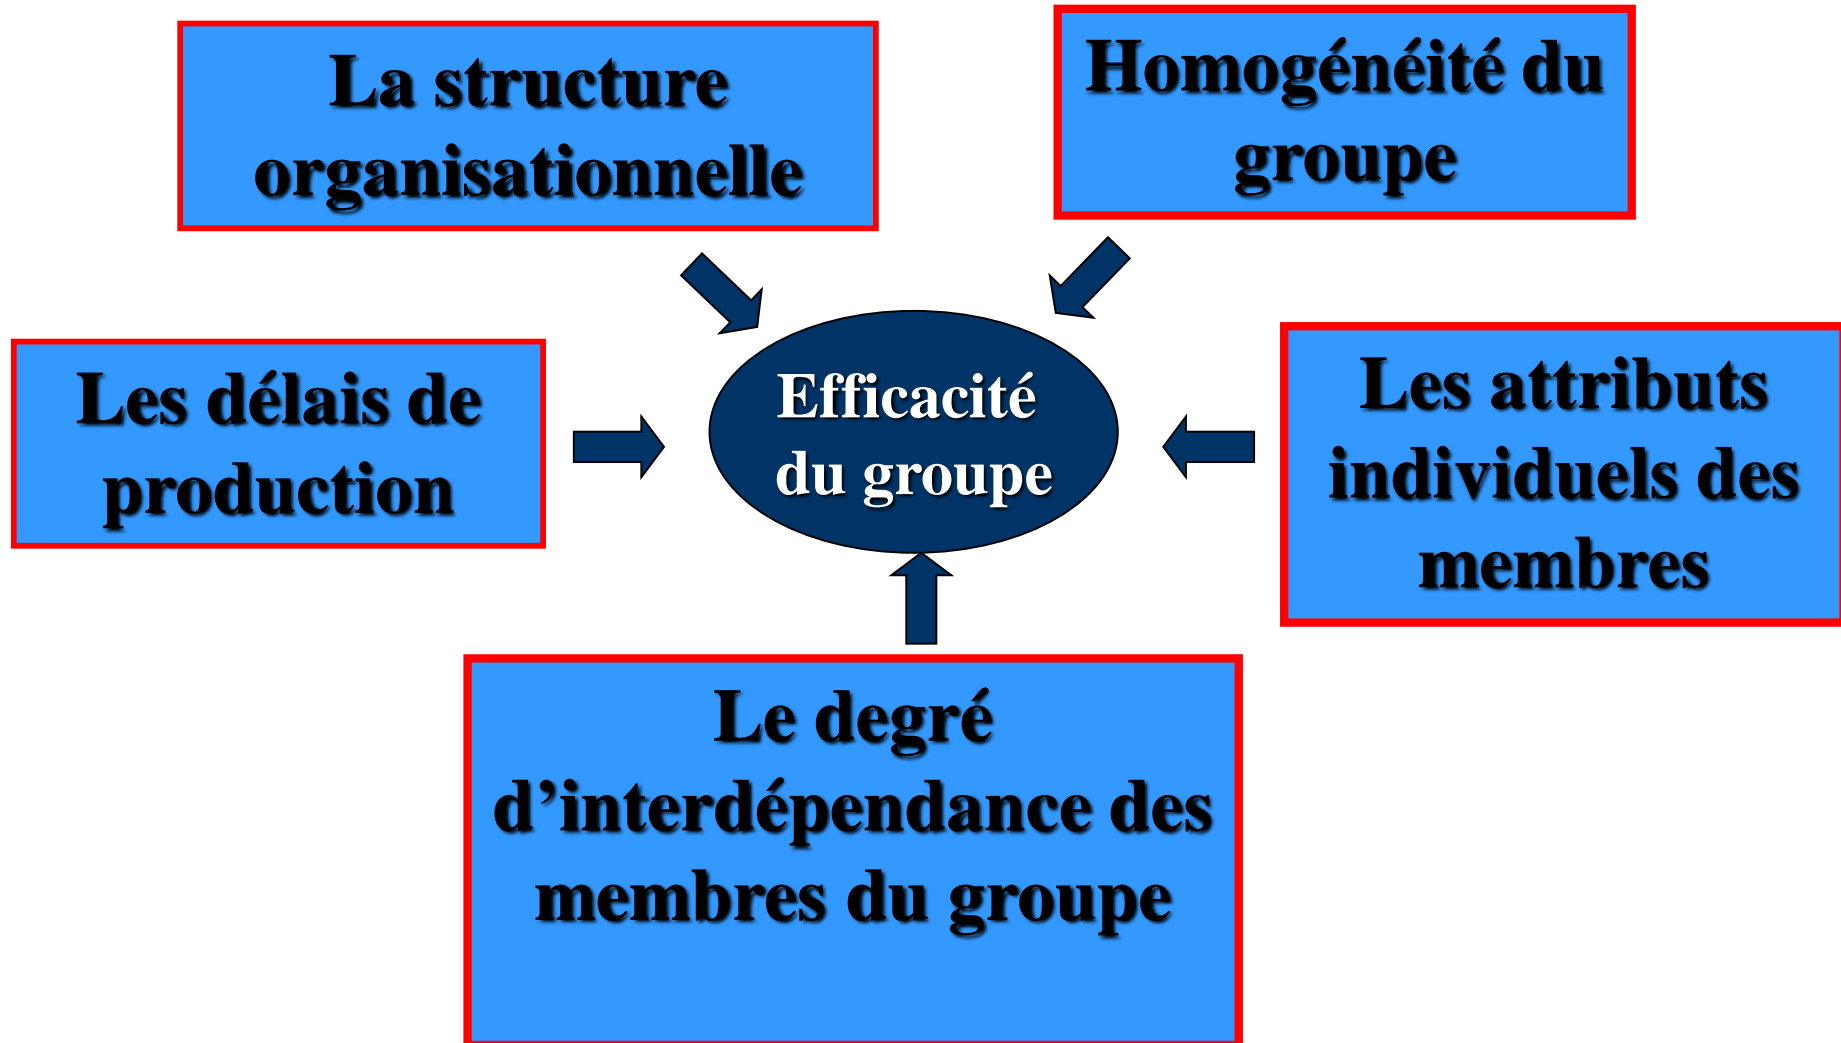 La structure
organisationnelle
Homogénéité du
groupe
Les délais de
production
Efficacité
du groupe
Les attributs
individuels des
membres
Le degré
d’interdépendance des
membres du groupe